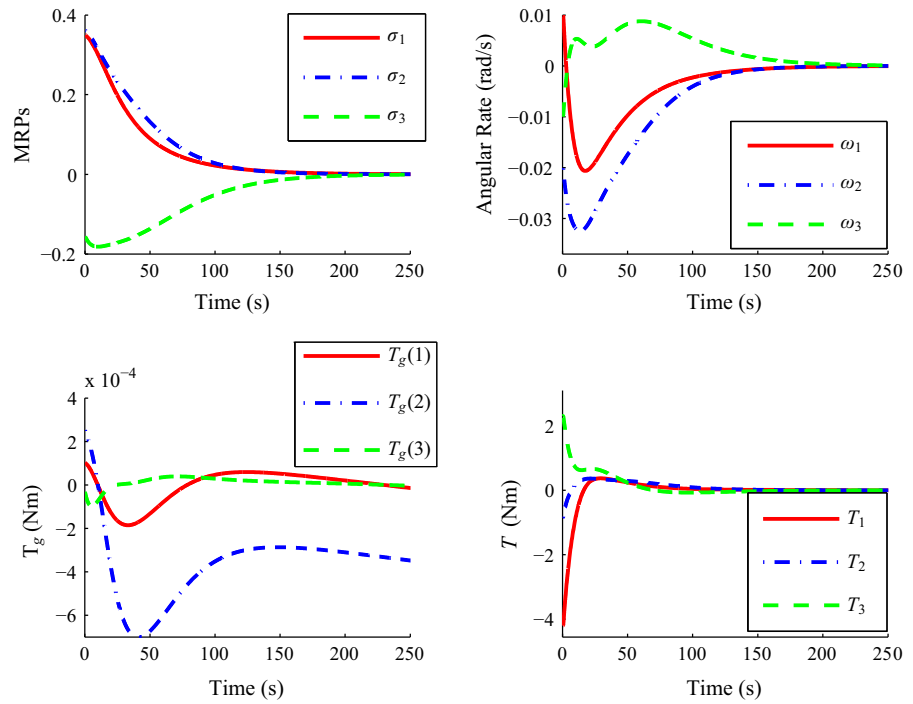 0.4
0.2
0
−0.2
MRPs
σ1
σ2
σ3
0 50 100 150 200 250
Time (s)
0.01
0
−0.01
−0.02
−0.03
Angular Rate (rad/s)
ω1
ω2
ω3
0 50 100 150 200 250
Time (s)
x 10−4
4
2
0
−2
−4
−6
Tg (Nm)
Tg(1)
Tg(2)
Tg(3)
0 50 100 150 200 250
Time (s)
2
0
−2
−4
T (Nm)
T1
T2
T3
0 50 100 150 200 250
Time (s)